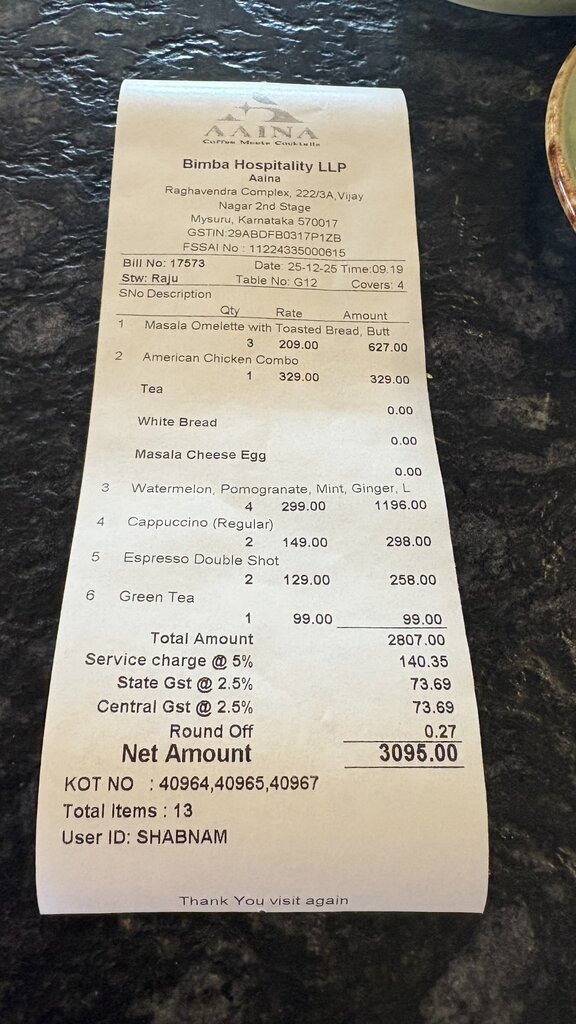 AAINA
Coffee Meets Cocktails
Bimba Hospitality LLP
Aaina
Raghavendra Complex, 222/3A,Vijay
Nagar 2nd Stage
Mysuru, Karnataka 570017
GSTIN:29ABDFB0317P1ZB
FSSAI No : 11224335000615
Bill No: 17573 Date: 25-12-25 Time:09.19
Stw: Raju Table No: G12 Covers: 4
SNo Description
Qty Rate Amount
1 Masala Omelette with Toasted Bread, Butt
3 209.00 627.00
2 American Chicken Combo
1 329.00 329.00
Tea
0.00
White Bread
0.00
Masala Cheese Egg
0.00
3 Watermelon, Pomogranate, Mint, Ginger, L
4 299.00 1196.00
4 Cappuccino (Regular)
2 149.00 298.00
5 Espresso Double Shot
2 129.00 258.00
6 Green Tea
1 99.00 99.00
Total Amount 2807.00
Service charge @ 5% 140.35
State Gst @ 2.5% 73.69
Central Gst @ 2.5% 73.69
Round Off 0.27
Net Amount 3095.00
KOT NO : 40964,40965,40967
Total Items : 13
User ID: SHABNAM
Thank You visit again